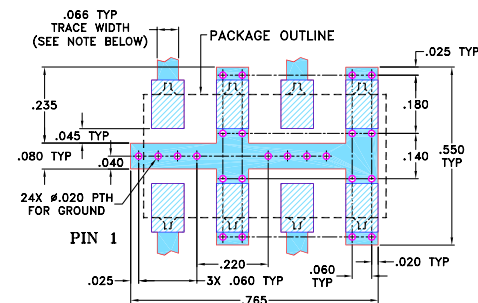 .066 TYP
TRACE WIDTH
(SEE NOTE BELOW)
PACKAGE OUTLINE
.025 TYP
.235
.180
.045 TYP
.550
TYP
.080 TYP
.040
.140
24X ø.020 PTH
FOR GROUND
PIN 1
.220
.060
TYP
.020 TYP
.025
3X .060 TYP
.765